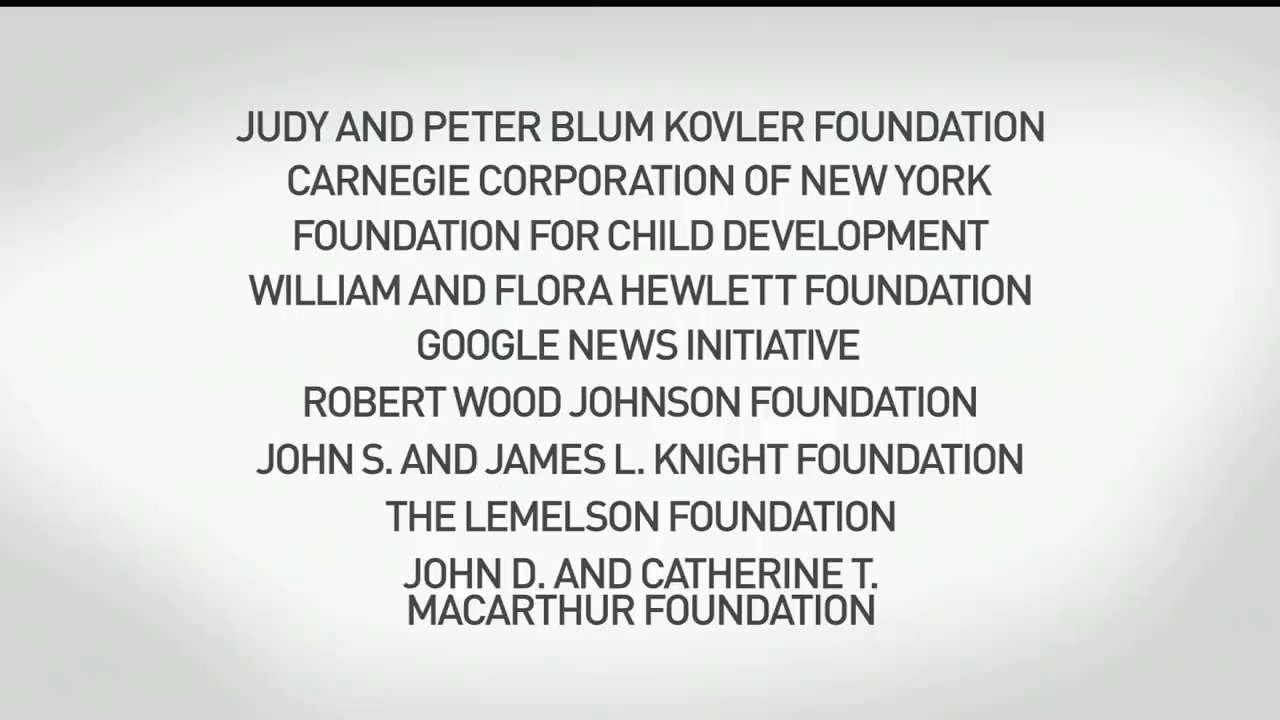 JUDY AND PETER BLUM KOVLER FOUNDATION
CARNEGIE CORPORATION OF NEW YORK
FOUNDATION FOR CHILD DEVELOPMENT
WILLIAM AND FLORA HEWLETT FOUNDATION
GOOGLE NEWS INITIATIVE
ROBERT WOOD JOHNSON FOUNDATION
JOHN S. AND JAMES L. KNIGHT FOUNDATION
THE LEMELSON FOUNDATION
JOHN D. AND CATHERINE T.
MACARTHUR FOUNDATION